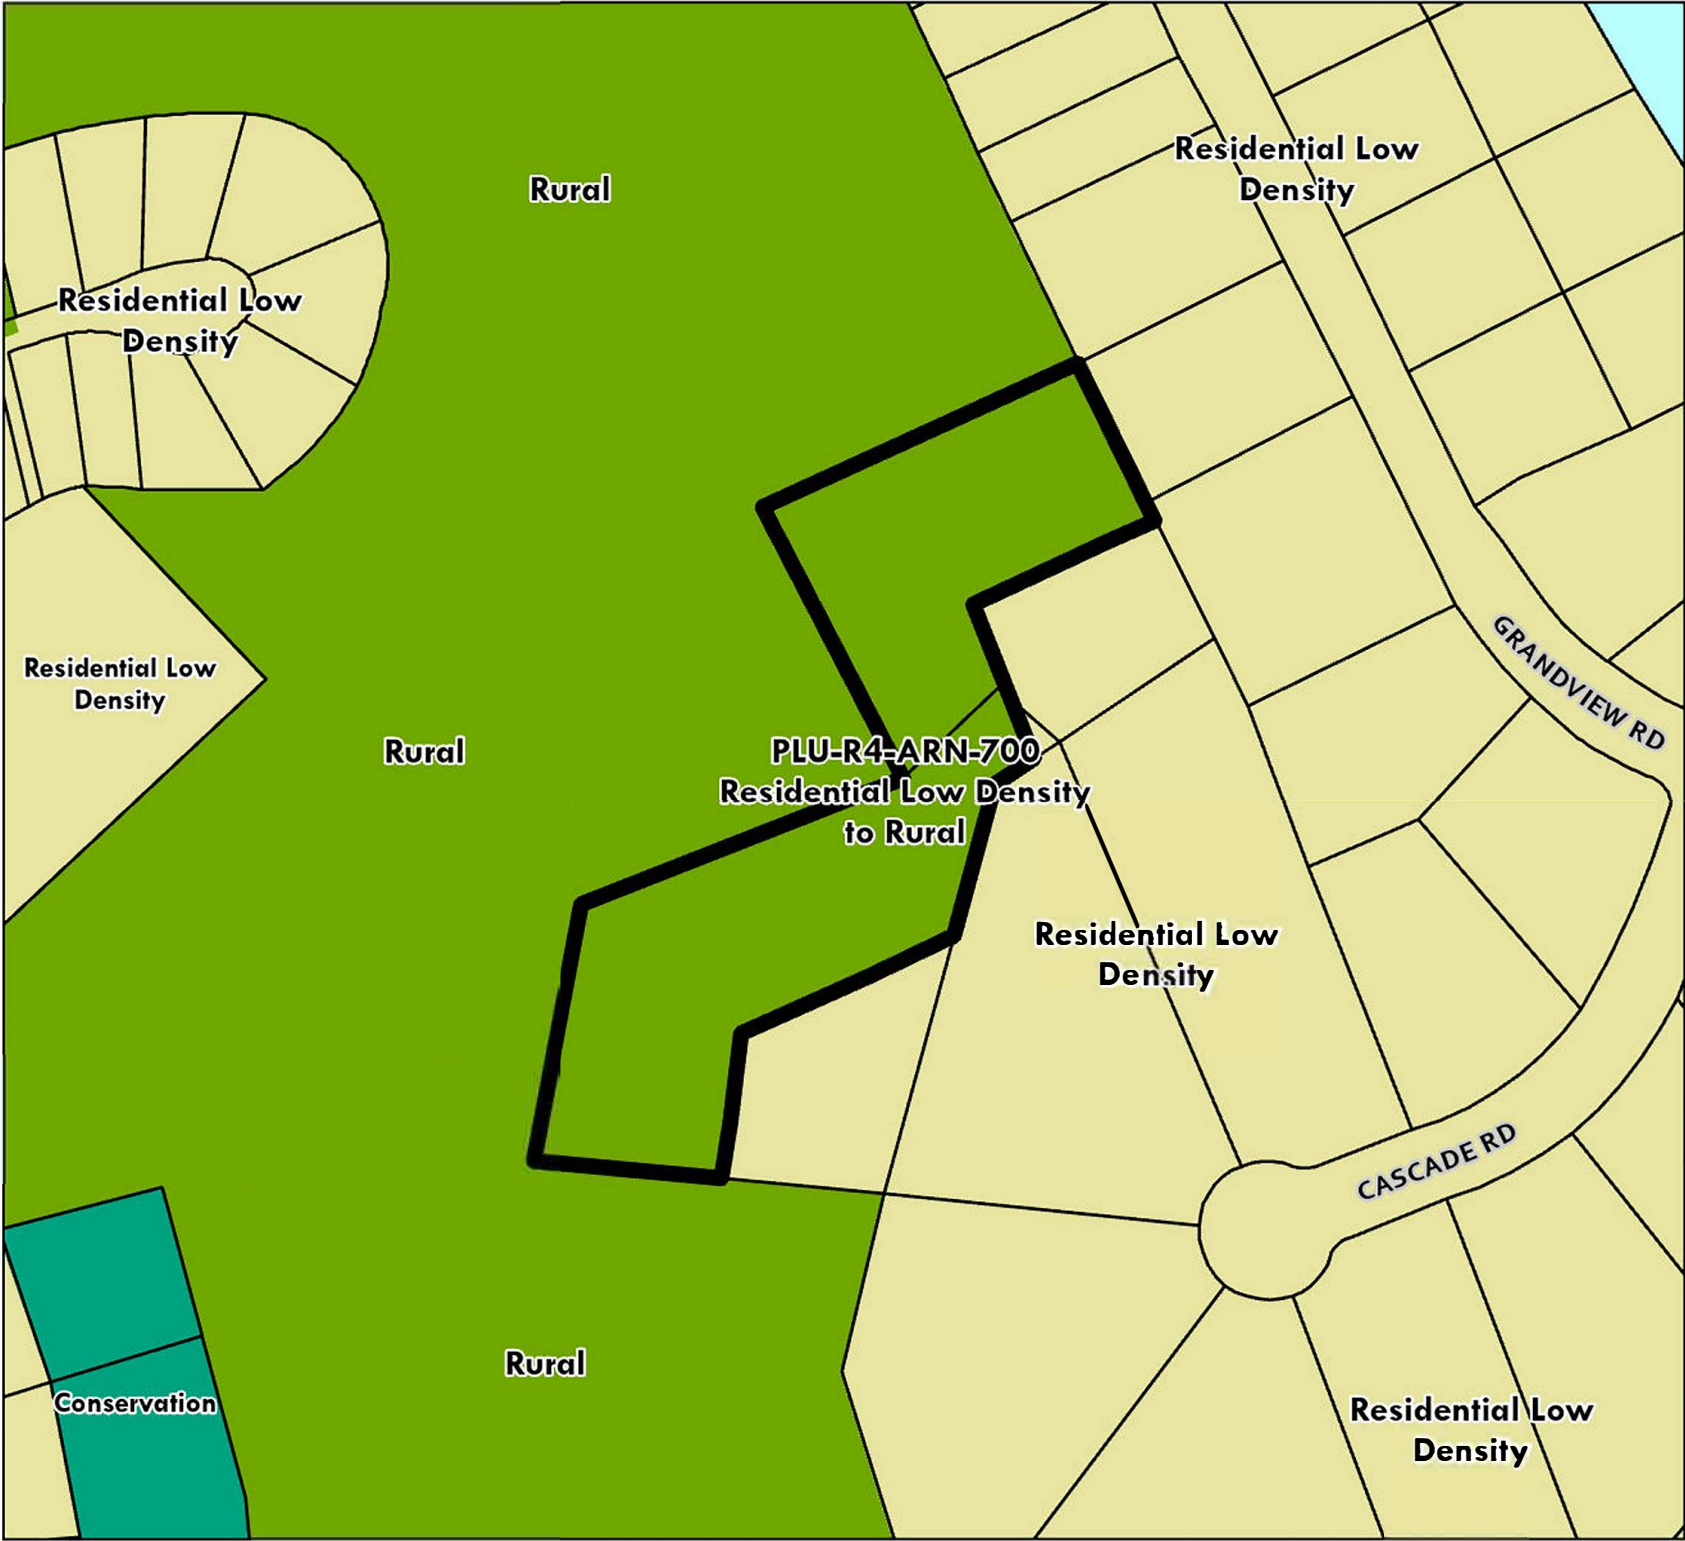 Residential Low
Density
Rural
Residential Low
Density
GRANDVIEW RD
Residential Low
Density
Rural
PLU-R4-ARN-700
Residential Low Density
to Rural
Residential Low
Density
CASCADE RD
Rural
Conservation
Residential Low
Density